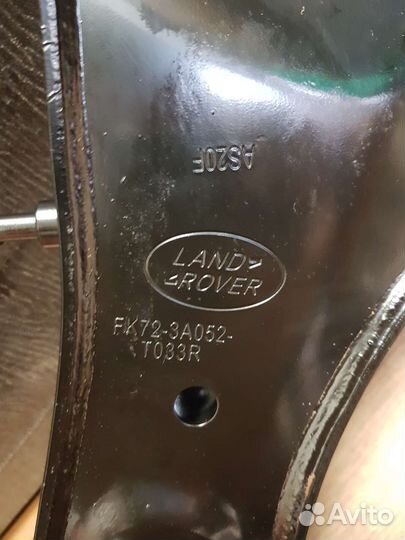 AS20F
LAND
ROVER
FK72-3A052-
T033R
Avito